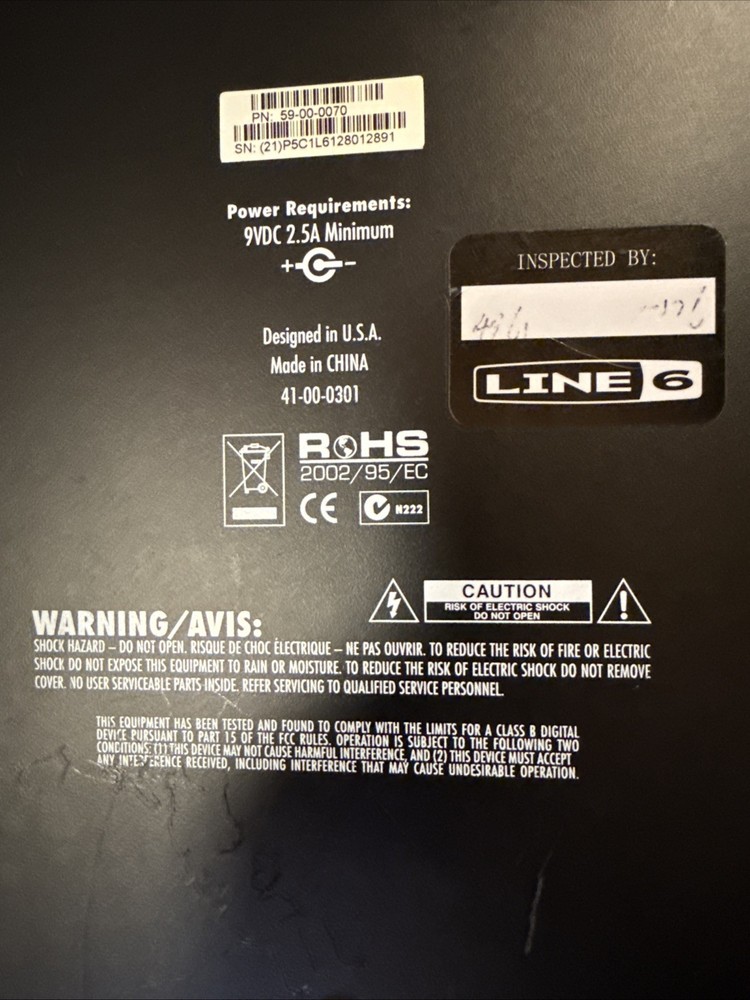 PN: 59-00-0070
SN: (21)P5C1L6128012891
Power Requirements:
9VDC 2.5A Minimum
+ -
Designed in U.S.A.
Made in CHINA
41-00-0301
INSPECTED BY:
LINE 6
RoHS
2002/95/EC
CE
N222
CAUTION
RISK OF ELECTRIC SHOCK
DO NOT OPEN
WARNING/AVIS:
SHOCK HAZARD – DO NOT OPEN. RISQUE DE CHOC ÈLECTRIQUE – NE PAS OUVRIR. TO REDUCE THE RISK OF FIRE OR ELECTRIC
SHOCK DO NOT EXPOSE THIS EQUIPMENT TO RAIN OR MOISTURE. TO REDUCE THE RISK OF ELECTRIC SHOCK DO NOT REMOVE
COVER. NO USER SERVICEABLE PARTS INSIDE. REFER SERVICING TO QUALIFIED SERVICE PERSONNEL.
THIS EQUIPMENT HAS BEEN TESTED AND FOUND TO COMPLY WITH THE LIMITS FOR A CLASS B DIGITAL
DEVICE PURSUANT TO PART 15 OF THE FCC RULES. OPERATION IS SUBJECT TO THE FOLLOWING TWO
CONDITIONS: (1) THIS DEVICE MAY NOT CAUSE HARMFUL INTERFERENCE, AND (2) THIS DEVICE MUST ACCEPT
ANY INTERFERENCE RECEIVED, INCLUDING INTERFERENCE THAT MAY CAUSE UNDESIRABLE OPERATION.